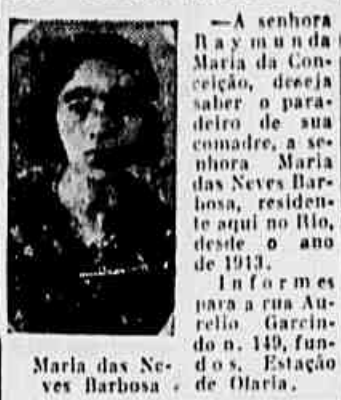 —A senhora
Raymunda
Maria da Con-
ceição, deseja
saber o para-
deiro de sua
comadre, a se-
nhora Maria
das Neves Bar-
bosa, residen-
te aqui no Rio,
desde o ano
de 1913.
Informes
para a rua Au-
relio Garcin-
do n. 149, fun-
dos, Estação
de Olaria.
Maria das Ne-
ves Barbosa